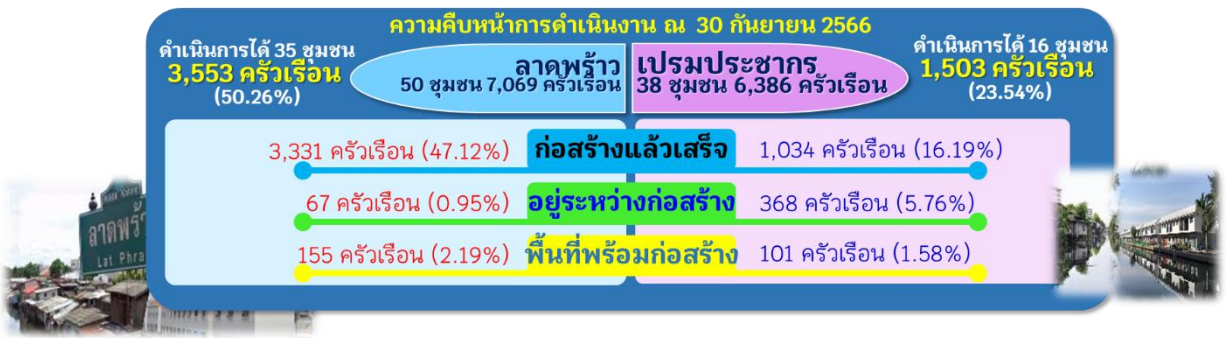 ความคืบหน้าการดำเนินงาน ณ 30 กันยายน 2566
ดำเนินการได้ 35 ชุมชน
3,553 ครัวเรือน
(50.26%)
ลาดพร้าว
50 ชุมชน 7,069 ครัวเรือน
เปรมประชากร
38 ชุมชน 6,386 ครัวเรือน
ดำเนินการได้ 16 ชุมชน
1,503 ครัวเรือน
(23.54%)
3,331 ครัวเรือน (47.12%) ก่อสร้างแล้วเสร็จ 1,034 ครัวเรือน (16.19%)
67 ครัวเรือน (0.95%) อยู่ระหว่างก่อสร้าง 368 ครัวเรือน (5.76%)
155 ครัวเรือน (2.19%) พื้นที่พร้อมก่อสร้าง 101 ครัวเรือน (1.58%)
ลาดพร้า
Lat Phra